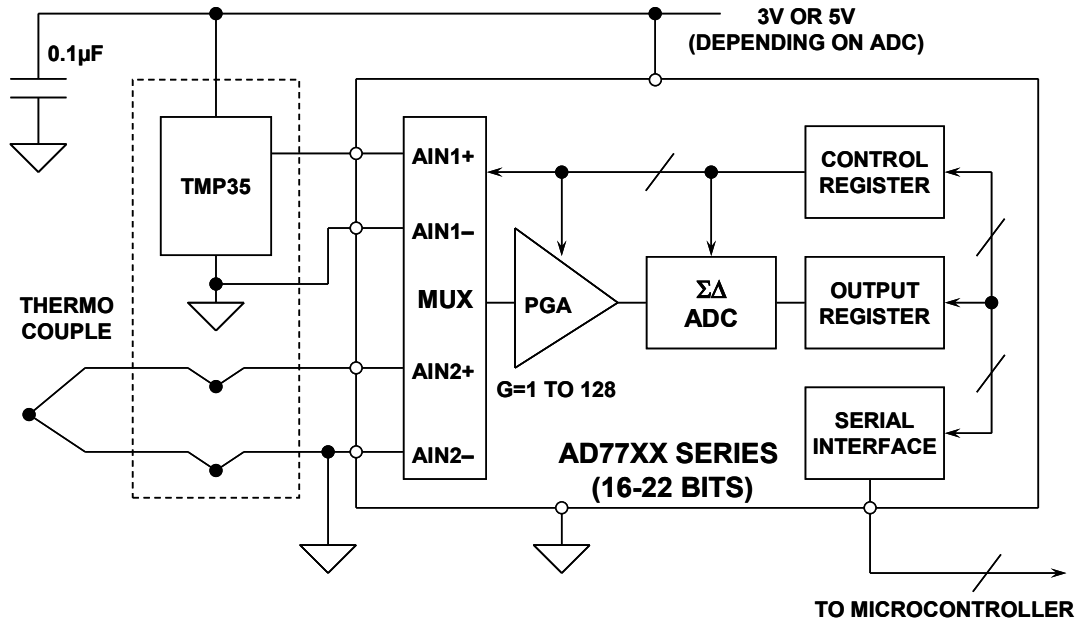 3V OR 5V
(DEPENDING ON ADC)
0.1µF
TMP35
AIN1+
AIN1–
MUX
AIN2+
AIN2–
PGA
G=1 TO 128
ΣΔ
ADC
CONTROL
REGISTER
OUTPUT
REGISTER
SERIAL
INTERFACE
THERMO
COUPLE
AD77XX SERIES
(16-22 BITS)
TO MICROCONTROLLER